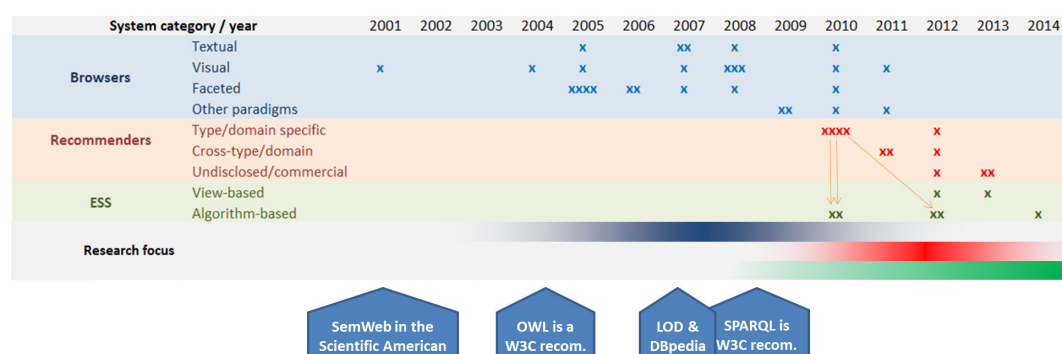 System category / year 2001 2002 2003 2004 2005 2006 2007 2008 2009 2010 2011 2012 2013 2014
Browsers
Textual x xx x x
Visual x x x x xxx x x
Faceted xxxx xx x x x
Other paradigms xx x x
Recommenders
Type/domain specific xxxx x
Cross-type/domain xx x
Undisclosed/commercial x xx
ESS
View-based x x
Algorithm-based xx xx x
Research focus
SemWeb in the
Scientific American
OWL is a
W3C recom.
LOD &
DBpedia
SPARQL is
W3C recom.